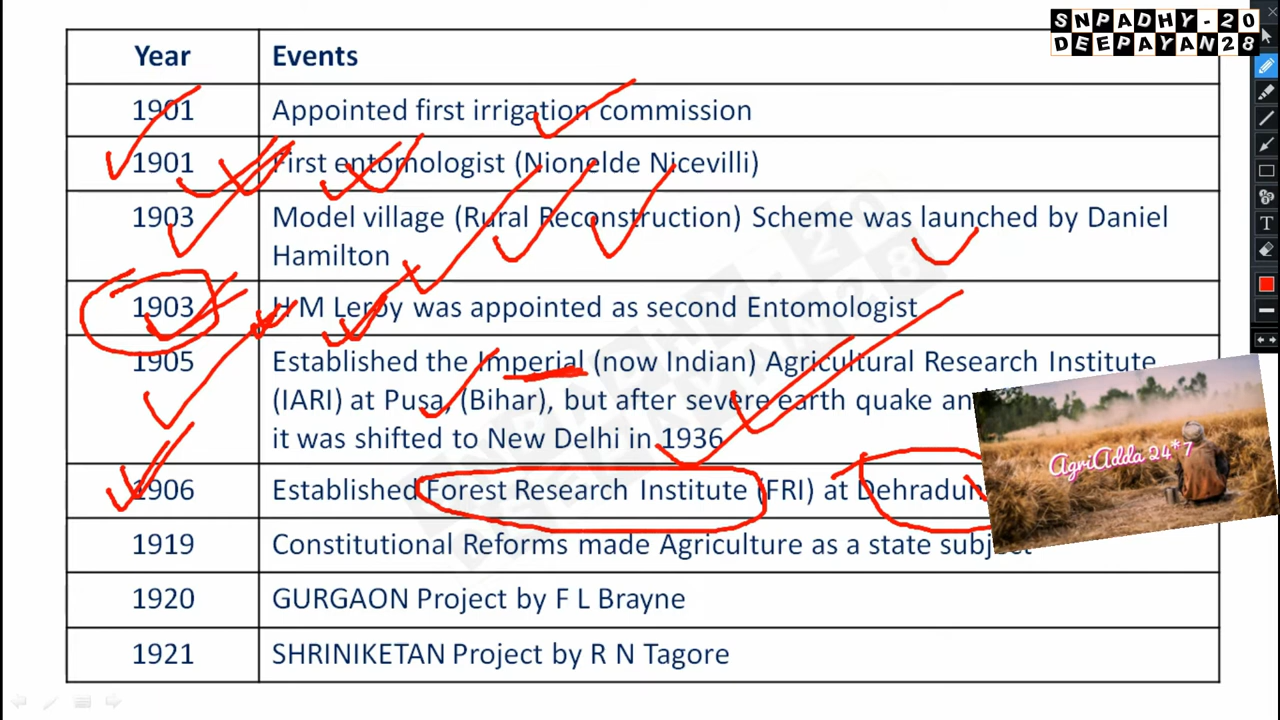 SNPADHY-20
DEEPAYAN28
Year Events
1901 Appointed first irrigation commission
1901 First entomologist (Nionelde Nicevilli)
1903 Model village (Rural Reconstruction) Scheme was launched by Daniel
Hamilton
1903 H M Leroy was appointed as second Entomologist
1905 Established the Imperial (now Indian) Agricultural Research Institute
(IARI) at Pusa, (Bihar), but after severe earth quake an
it was shifted to New Delhi in 1936
1906 Established Forest Research Institute (FRI) at Dehradun
1919 Constitutional Reforms made Agriculture as a state subject
1920 GURGAON Project by F L Brayne
1921 SHRINIKETAN Project by R N Tagore
AgriAdda 24*7